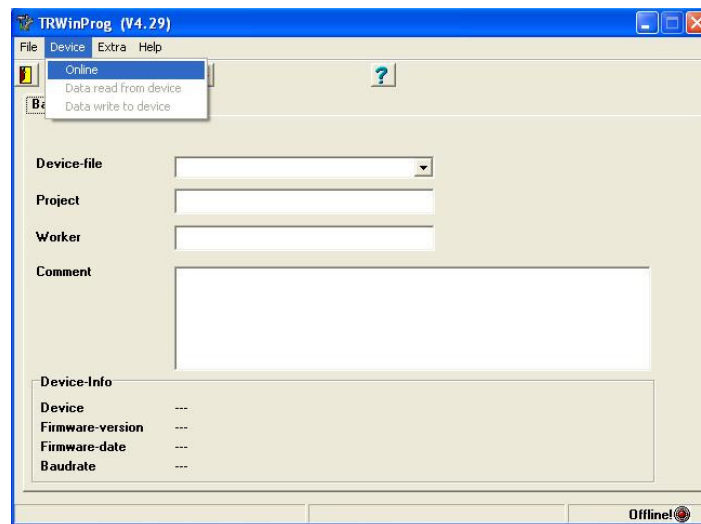 TRWinProg (V4.29)
File Device Extra Help
Online
Data read from device
Data write to device
?
Ba
Device-file
Project
Worker
Comment
Device-Info
Device ---
Firmware-version ---
Firmware-date ---
Baudrate ---
Offline!